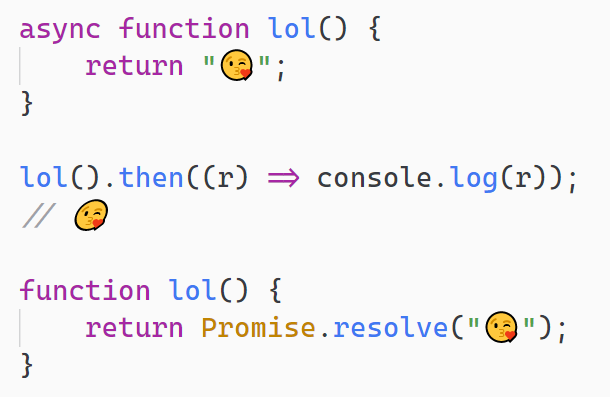 async function lol() {
    return "😘";
}
lol().then((r) => console.log(r));
// 😘
function lol() {
    return Promise.resolve("😘");
}